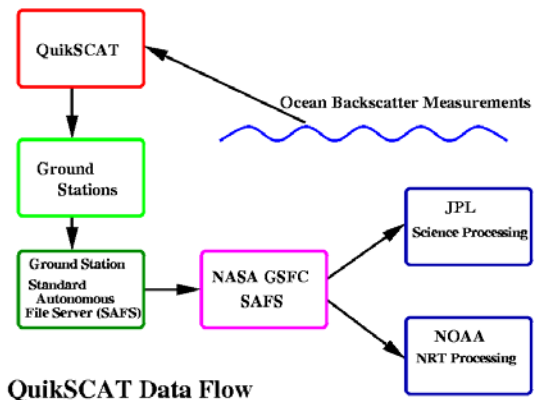 QuikSCAT
Ocean Backscatter Measurements
Ground
Stations
JPL
Science Processing
Ground Station
Standard
Autonomous
File Server (SAFS)
NASA GSFC
SAFS
NOAA
NRT Processing
QuikSCAT Data Flow